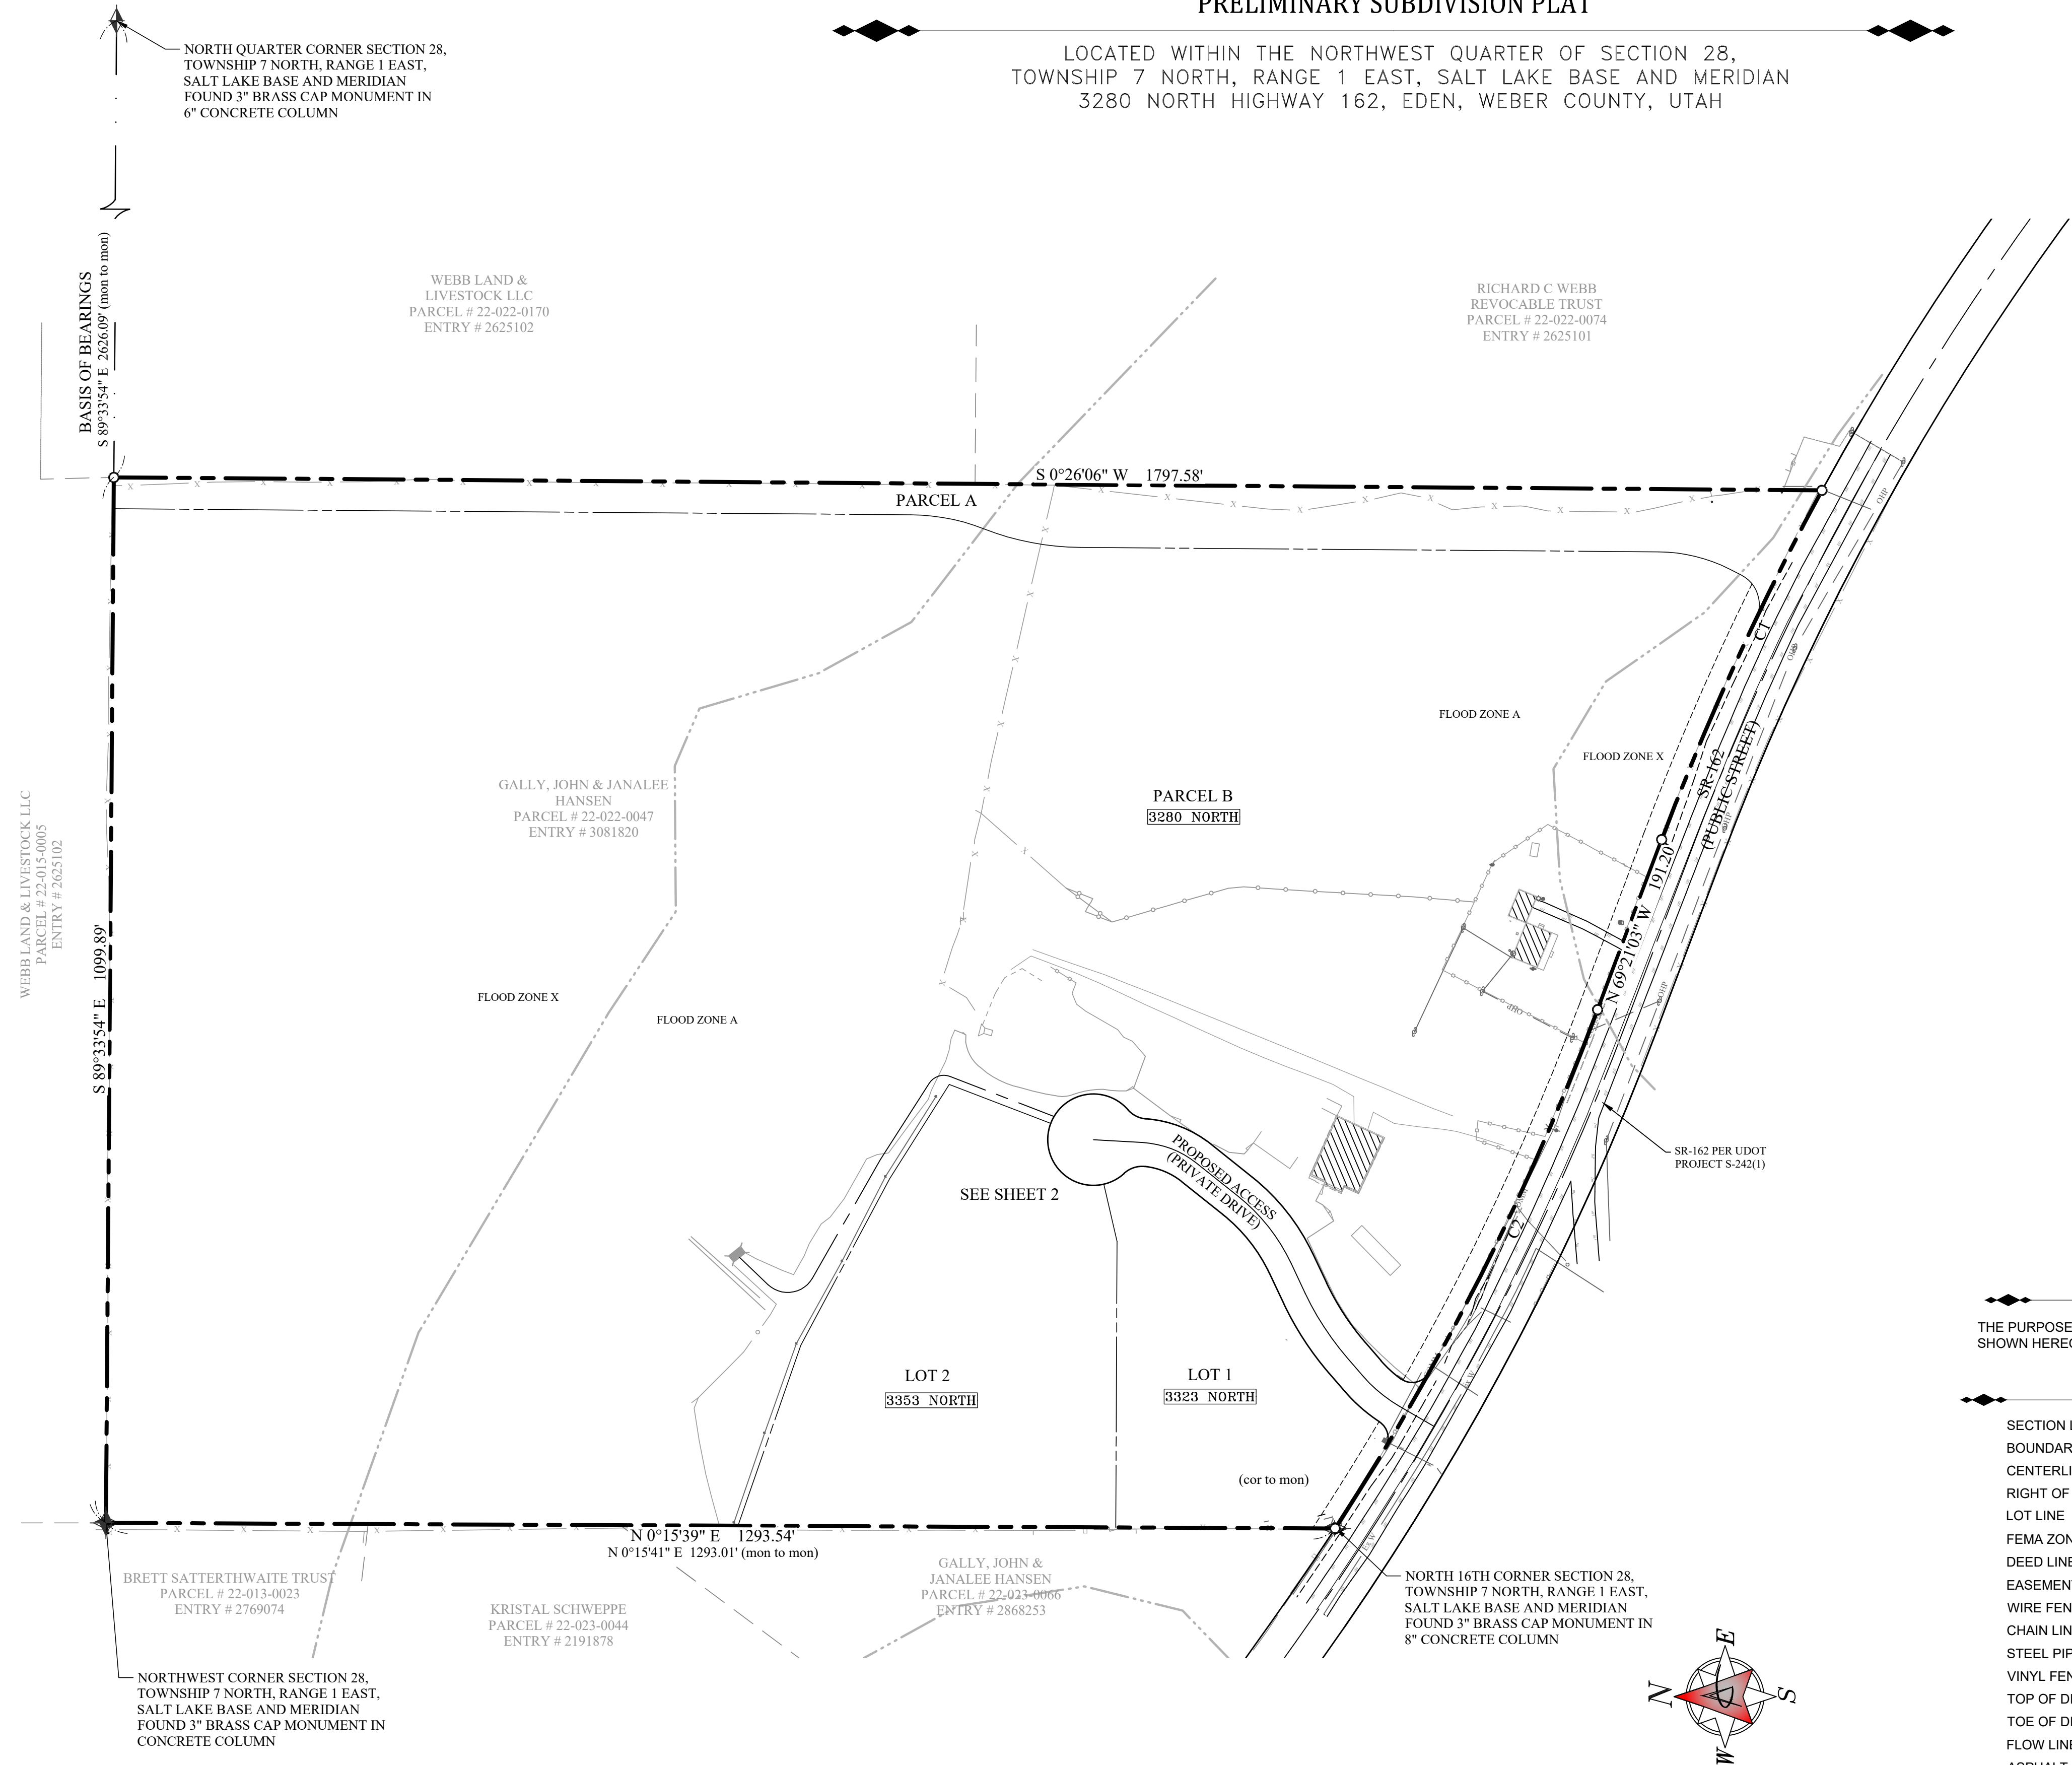 PRELIMINARY SUBDIVISION PLAT
LOCATED WITHIN THE NORTHWEST QUARTER OF SECTION 28,
TOWNSHIP 7 NORTH, RANGE 1 EAST, SALT LAKE BASE AND MERIDIAN
3280 NORTH HIGHWAY 162, EDEN, WEBER COUNTY, UTAH
NORTH QUARTER CORNER SECTION 28,
TOWNSHIP 7 NORTH, RANGE 1 EAST,
SALT LAKE BASE AND MERIDIAN
FOUND 3" BRASS CAP MONUMENT IN
6" CONCRETE COLUMN
BASIS OF BEARINGS
S 89°33'54" E 2626.09' (mon to mon)
WEBB LAND &
LIVESTOCK LLC
PARCEL # 22-022-0170
ENTRY # 2625102
RICHARD C WEBB
REVOCABLE TRUST
PARCEL # 22-022-0074
ENTRY # 2625101
S 0°26'06" W 1797.58'
PARCEL A
OHP
C1
OHP
FLOOD ZONE A
FLOOD ZONE X
SR-162
(PUBLIC STREET)
OHP
GALLY, JOHN & JANALEE
HANSEN
PARCEL # 22-022-0047
ENTRY # 3081820
PARCEL B
3280 NORTH
WEBB LAND & LIVESTOCK LLC
PARCEL # 22-015-0005
ENTRY # 2625102
S 89°33'54" E 1099.89'
N 69°21'03" W 191.20'
OHP
OHP
FLOOD ZONE X
FLOOD ZONE A
SR-162 PER UDOT
PROJECT S-242(1)
PROPOSED ACCESS
(PRIVATE DRIVE)
SEE SHEET 2
C2
LOT 2
3353 NORTH
LOT 1
3323 NORTH
Ex W
(cor to mon)
Ex W
N 0°15'39" E 1293.54'
N 0°15'41" E 1293.01' (mon to mon)
BRETT SATTERTHWAITE TRUST
PARCEL # 22-013-0023
ENTRY # 2769074
KRISTAL SCHWEPPE
PARCEL # 22-023-0044
ENTRY # 2191878
GALLY, JOHN &
JANALEE HANSEN
PARCEL # 22-023-0066
ENTRY # 2868253
NORTH 16TH CORNER SECTION 28,
TOWNSHIP 7 NORTH, RANGE 1 EAST,
SALT LAKE BASE AND MERIDIAN
FOUND 3" BRASS CAP MONUMENT IN
8" CONCRETE COLUMN
NORTHWEST CORNER SECTION 28,
TOWNSHIP 7 NORTH, RANGE 1 EAST,
SALT LAKE BASE AND MERIDIAN
FOUND 3" BRASS CAP MONUMENT IN
CONCRETE COLUMN
N
E
S
W
THE PURPOSE
SHOWN HEREO
SECTION L
BOUNDAR
CENTERLI
RIGHT OF
LOT LINE
FEMA ZON
DEED LINE
EASEMENT
WIRE FEN
CHAIN LIN
STEEL PIP
VINYL FEN
TOP OF D
TOE OF DI
FLOW LINE